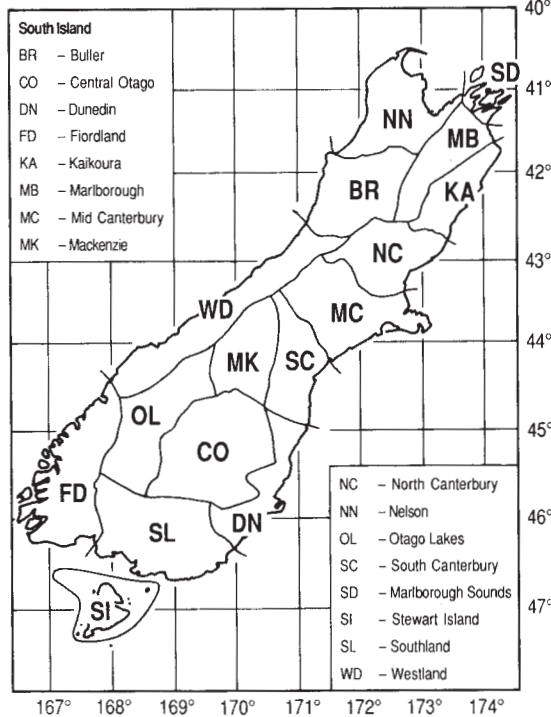 South Island
BR – Buller
CO – Central Otago
DN – Dunedin
FD – Fiordland
KA – Kaikoura
MB – Marlborough
MC – Mid Canterbury
MK – Mackenzie
40°
SD
41°
NN
MB
42°
BR
KA
NC
43°
WD
MC
MK
SC
44°
OL
45°
CO
FD
SL
DN
46°
SI
47°
NC – North Canterbury
NN – Nelson
OL – Otago Lakes
SC – South Canterbury
SD – Marlborough Sounds
SI – Stewart Island
SL – Southland
WD – Westland
48°
167° 168° 169° 170° 171° 172° 173° 174°